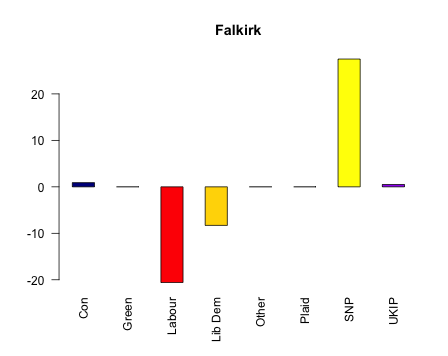 Falkirk
20
10
0
-10
-20
Con
Green
Labour
Lib Dem
Other
Plaid
SNP
UKIP